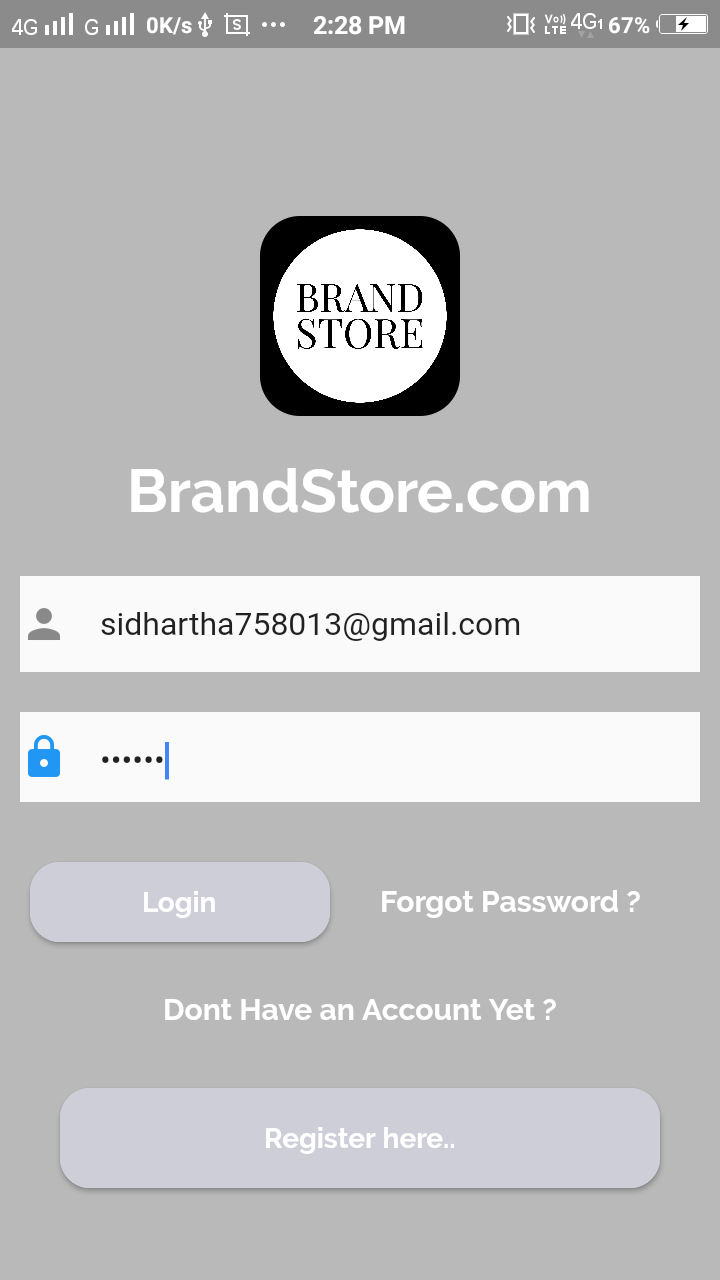 4G G 0K/s S ... 2:28 PM Vo)) LTE 4G1 67%
BRAND
STORE
BrandStore.com
sidhartha758013@gmail.com
••••••
Login Forgot Password ?
Dont Have an Account Yet ?
Register here..